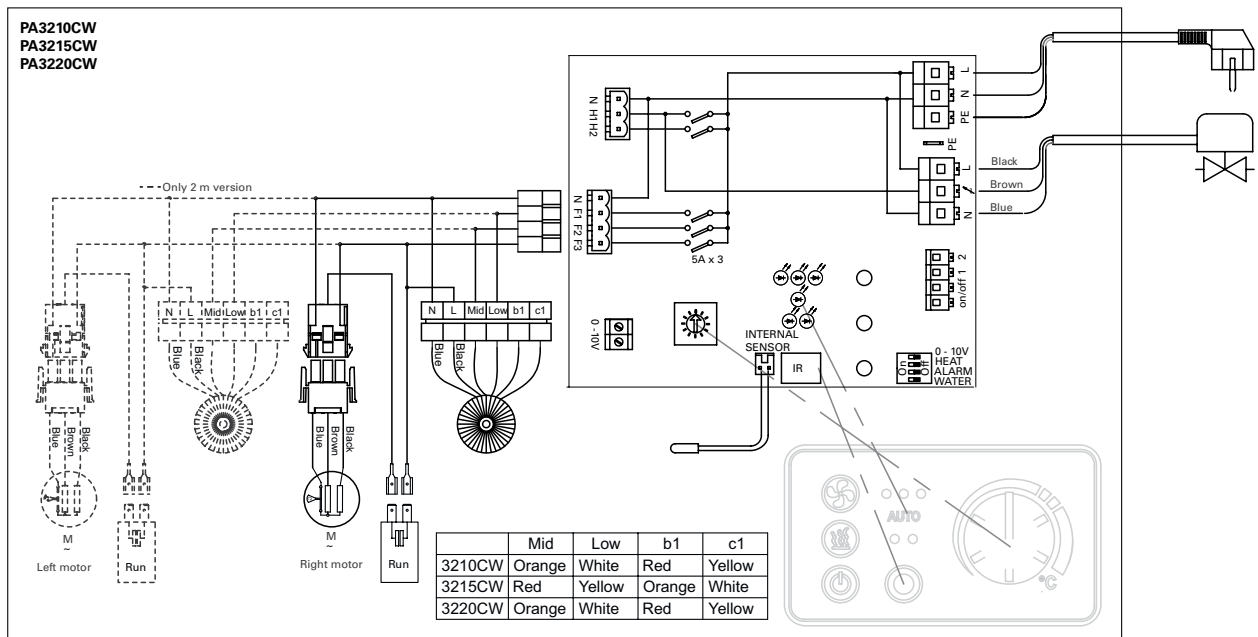 PA3210CW
PA3215CW
PA3220CW
L
N
PE
N H1 H2
PE
L
N
Black
Brown
Blue
Only 2 m version
N F1 F2 F3
5A x 3
on/off 1 2
N L Mid Low b1 c1
N L Mid Low b1 c1
Blue
Black
Blue
Black
0 - 10V
INTERNAL
SENSOR
IR
On
Off
0 - 10V
HEAT
ALARM
WATER
Blue
Brown
Black
Blue
Brown
Black
M
~
Left motor
Run
M
~
Right motor
Run
AUTO
°C
Mid Low b1 c1
3210CW Orange White Red Yellow
3215CW Red Yellow Orange White
3220CW Orange White Red Yellow